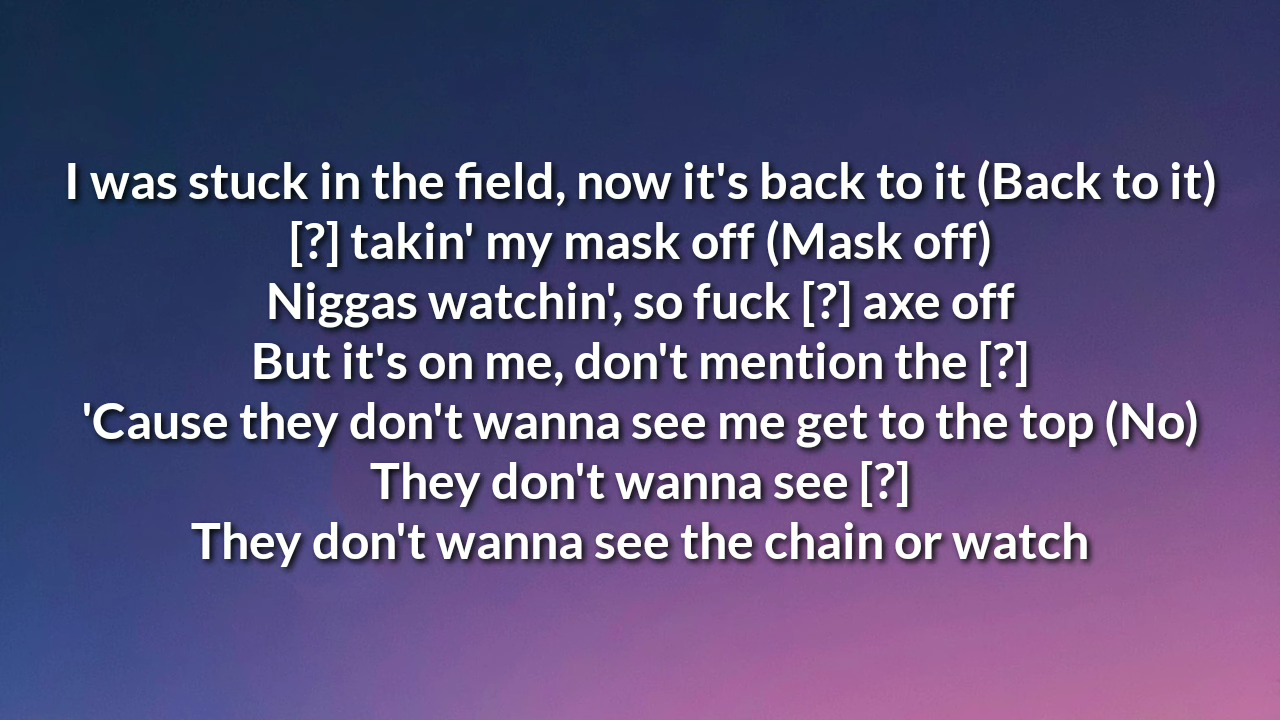 I was stuck in the field, now it's back to it (Back to it)
[?] takin' my mask off (Mask off)
Niggas watchin', so fuck [?] axe off
But it's on me, don't mention the [?]
'Cause they don't wanna see me get to the top (No)
They don't wanna see [?]
They don't wanna see the chain or watch